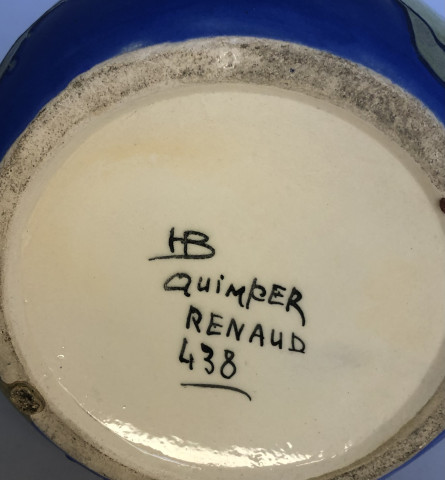 HB
QUIMPER
RENAUD
438